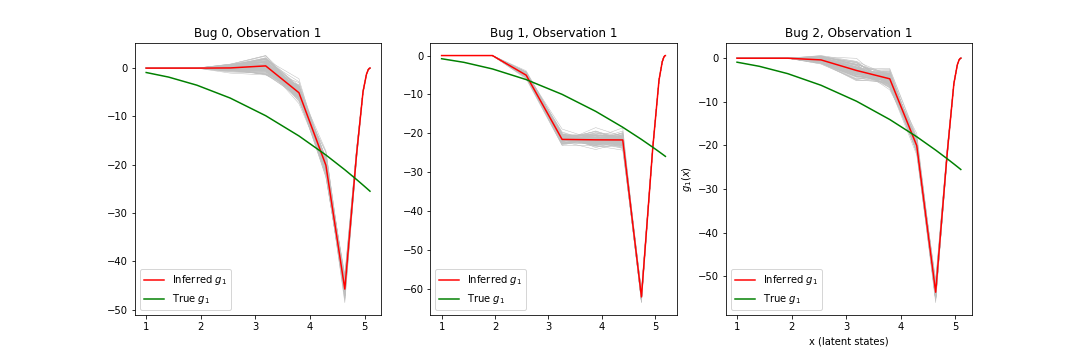 Bug 0, Observation 1
0
−10
−20
−30
−40
−50
1 2 3 4 5
Inferred g₁
True g₁
Bug 1, Observation 1
0
−10
−20
−30
−40
−50
−60
1 2 3 4 5
Inferred g₁
True g₁
Bug 2, Observation 1
g₁(x)
0
−10
−20
−30
−40
−50
1 2 3 4 5
x (latent states)
Inferred g₁
True g₁